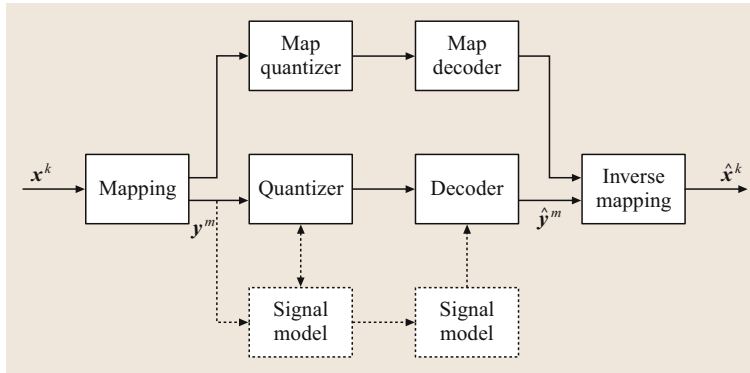 Map
quantizer
Map
decoder
x^k
Mapping
Quantizer
Decoder
Inverse
mapping
x̂^k
y^m
ŷ^m
Signal
model
Signal
model